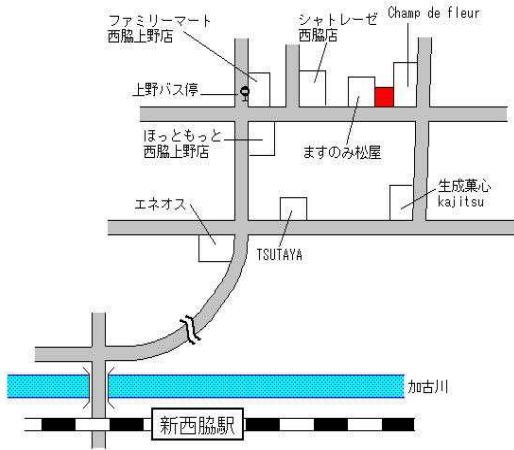 ファミリーマート
西脇上野店
シャトレーゼ
西脇店
Champ de fleur
上野バス停
ほっともっと
西脇上野店
ますのみ松屋
生成菓心
kajitsu
エネオス
TSUTAYA
加古川
新西脇駅